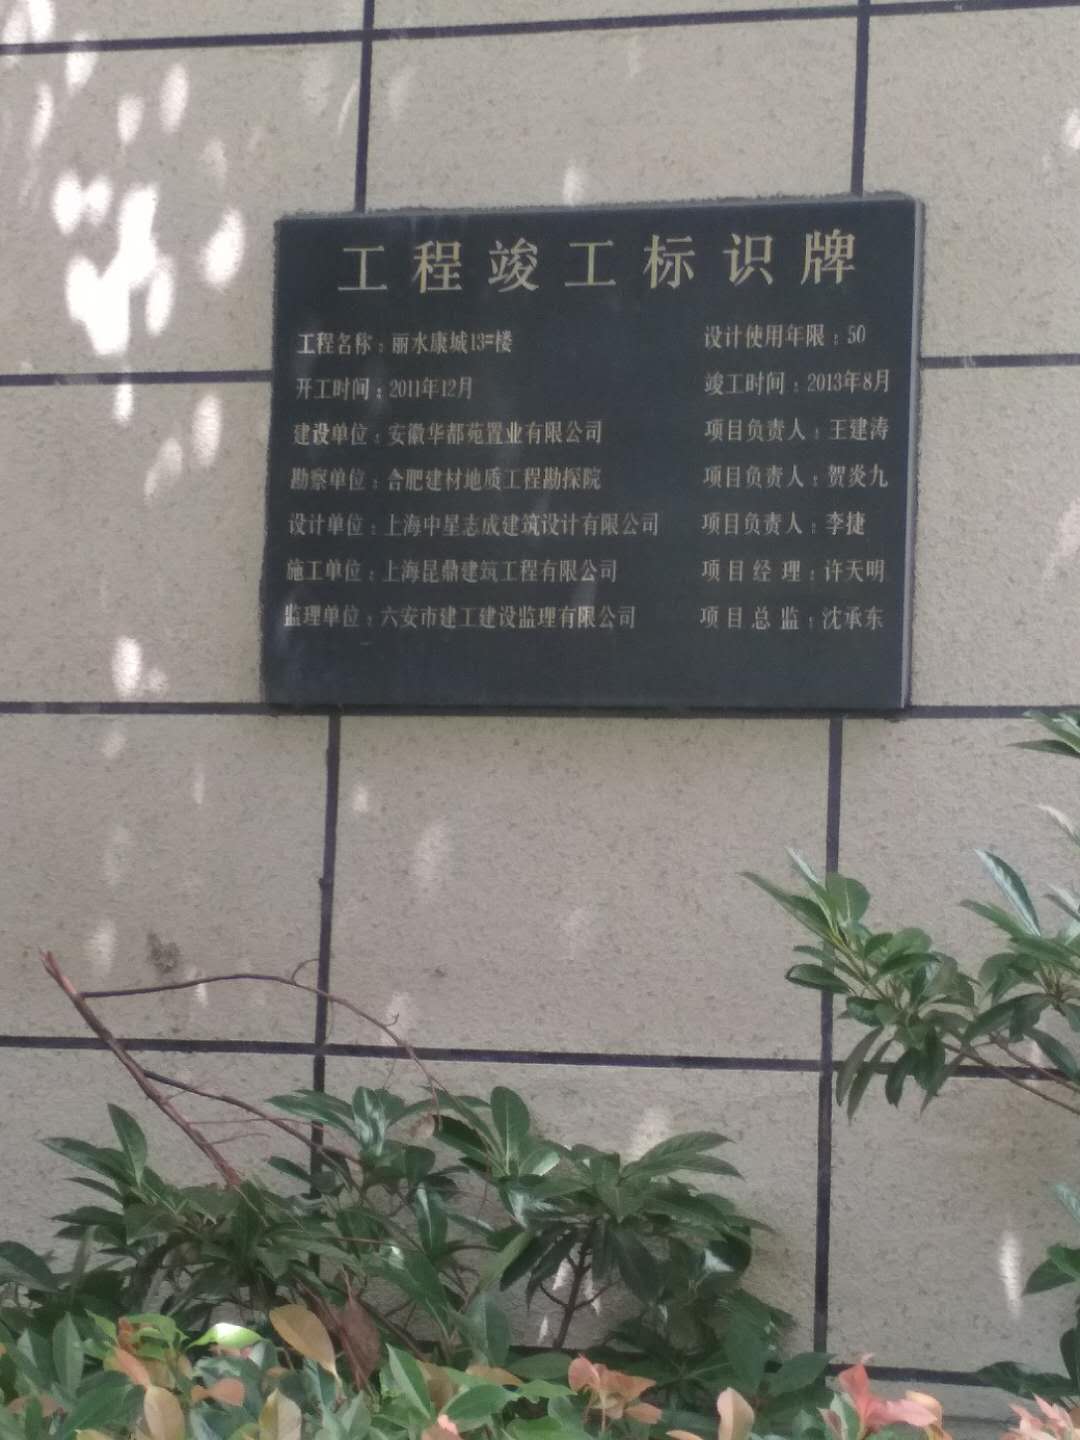 工程竣工标识牌
工程名称：丽水康城13#楼 设计使用年限：50
开工时间：2011年12月 竣工时间：2013年8月
建设单位：安徽华都苑置业有限公司 项目负责人：王建涛
勘察单位：合肥建材地质工程勘探院 项目负责人：贺炎九
设计单位：上海中星志成建筑设计有限公司 项目负责人：李捷
施工单位：上海昆鼎建筑工程有限公司 项目经理：许天明
监理单位：六安市建工建设监理有限公司 项目总监：沈承东